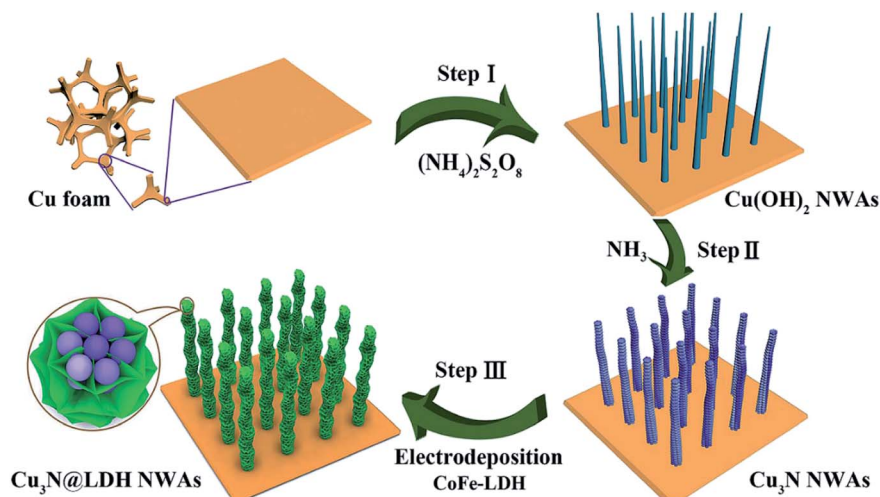 Cu foam
Step Ⅰ
(NH₄)₂S₂O₈
Cu(OH)₂ NWAs
NH₃
Step Ⅱ
Cu₃N@LDH NWAs
Step Ⅲ
Electrodeposition
CoFe-LDH
Cu₃N NWAs